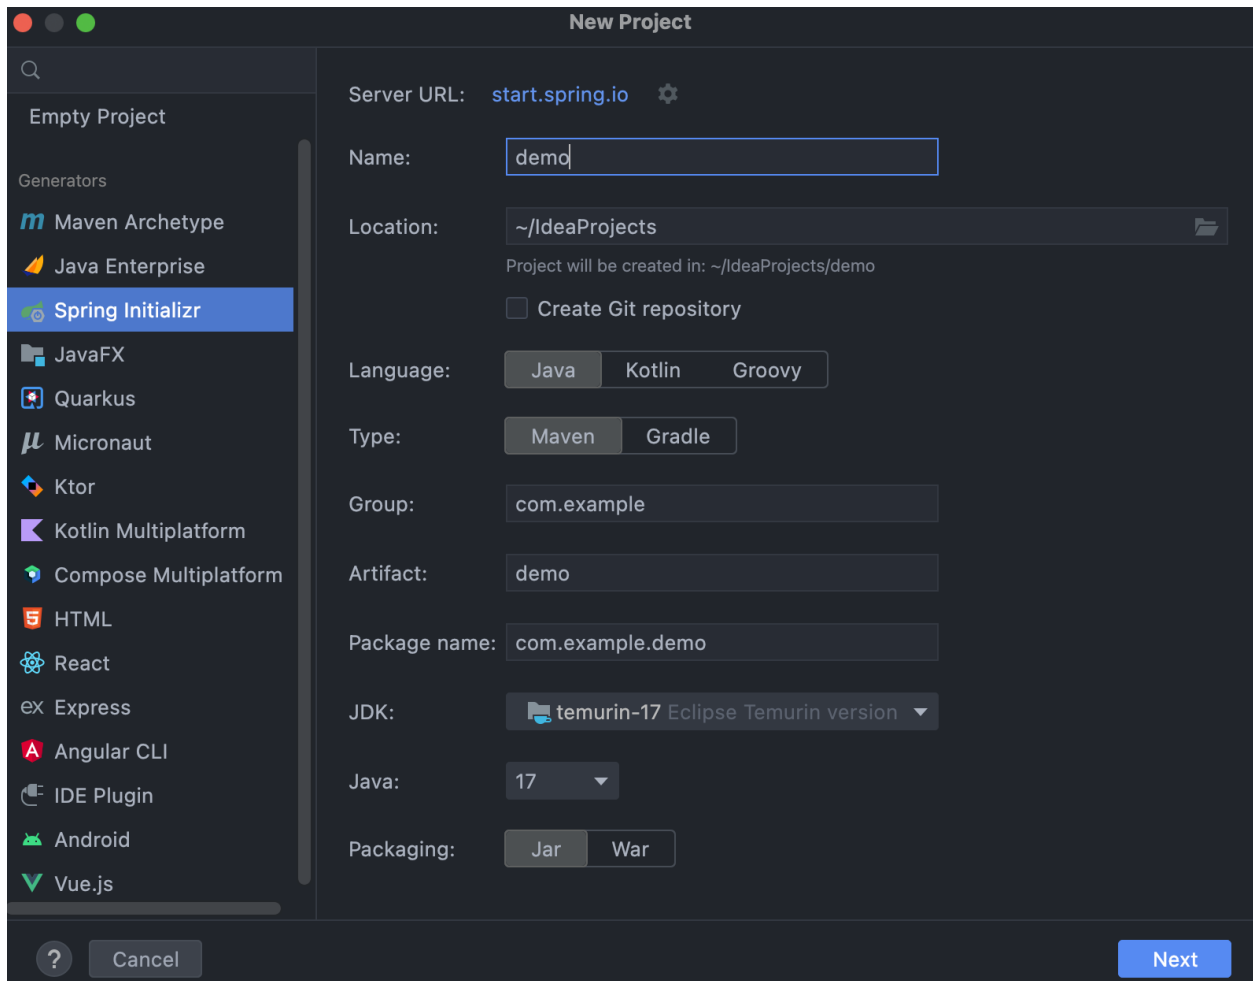 New Project
Empty Project
Generators
Maven Archetype
Java Enterprise
Spring Initializr
JavaFX
Quarkus
Micronaut
Ktor
Kotlin Multiplatform
Compose Multiplatform
HTML
React
ex Express
Angular CLI
IDE Plugin
Android
Vue.js
Server URL: start.spring.io
Name: demo
Location: ~/IdeaProjects
Project will be created in: ~/IdeaProjects/demo
Create Git repository
Language: Java Kotlin Groovy
Type: Maven Gradle
Group: com.example
Artifact: demo
Package name: com.example.demo
JDK: temurin-17 Eclipse Temurin version
Java: 17
Packaging: Jar War
? Cancel Next